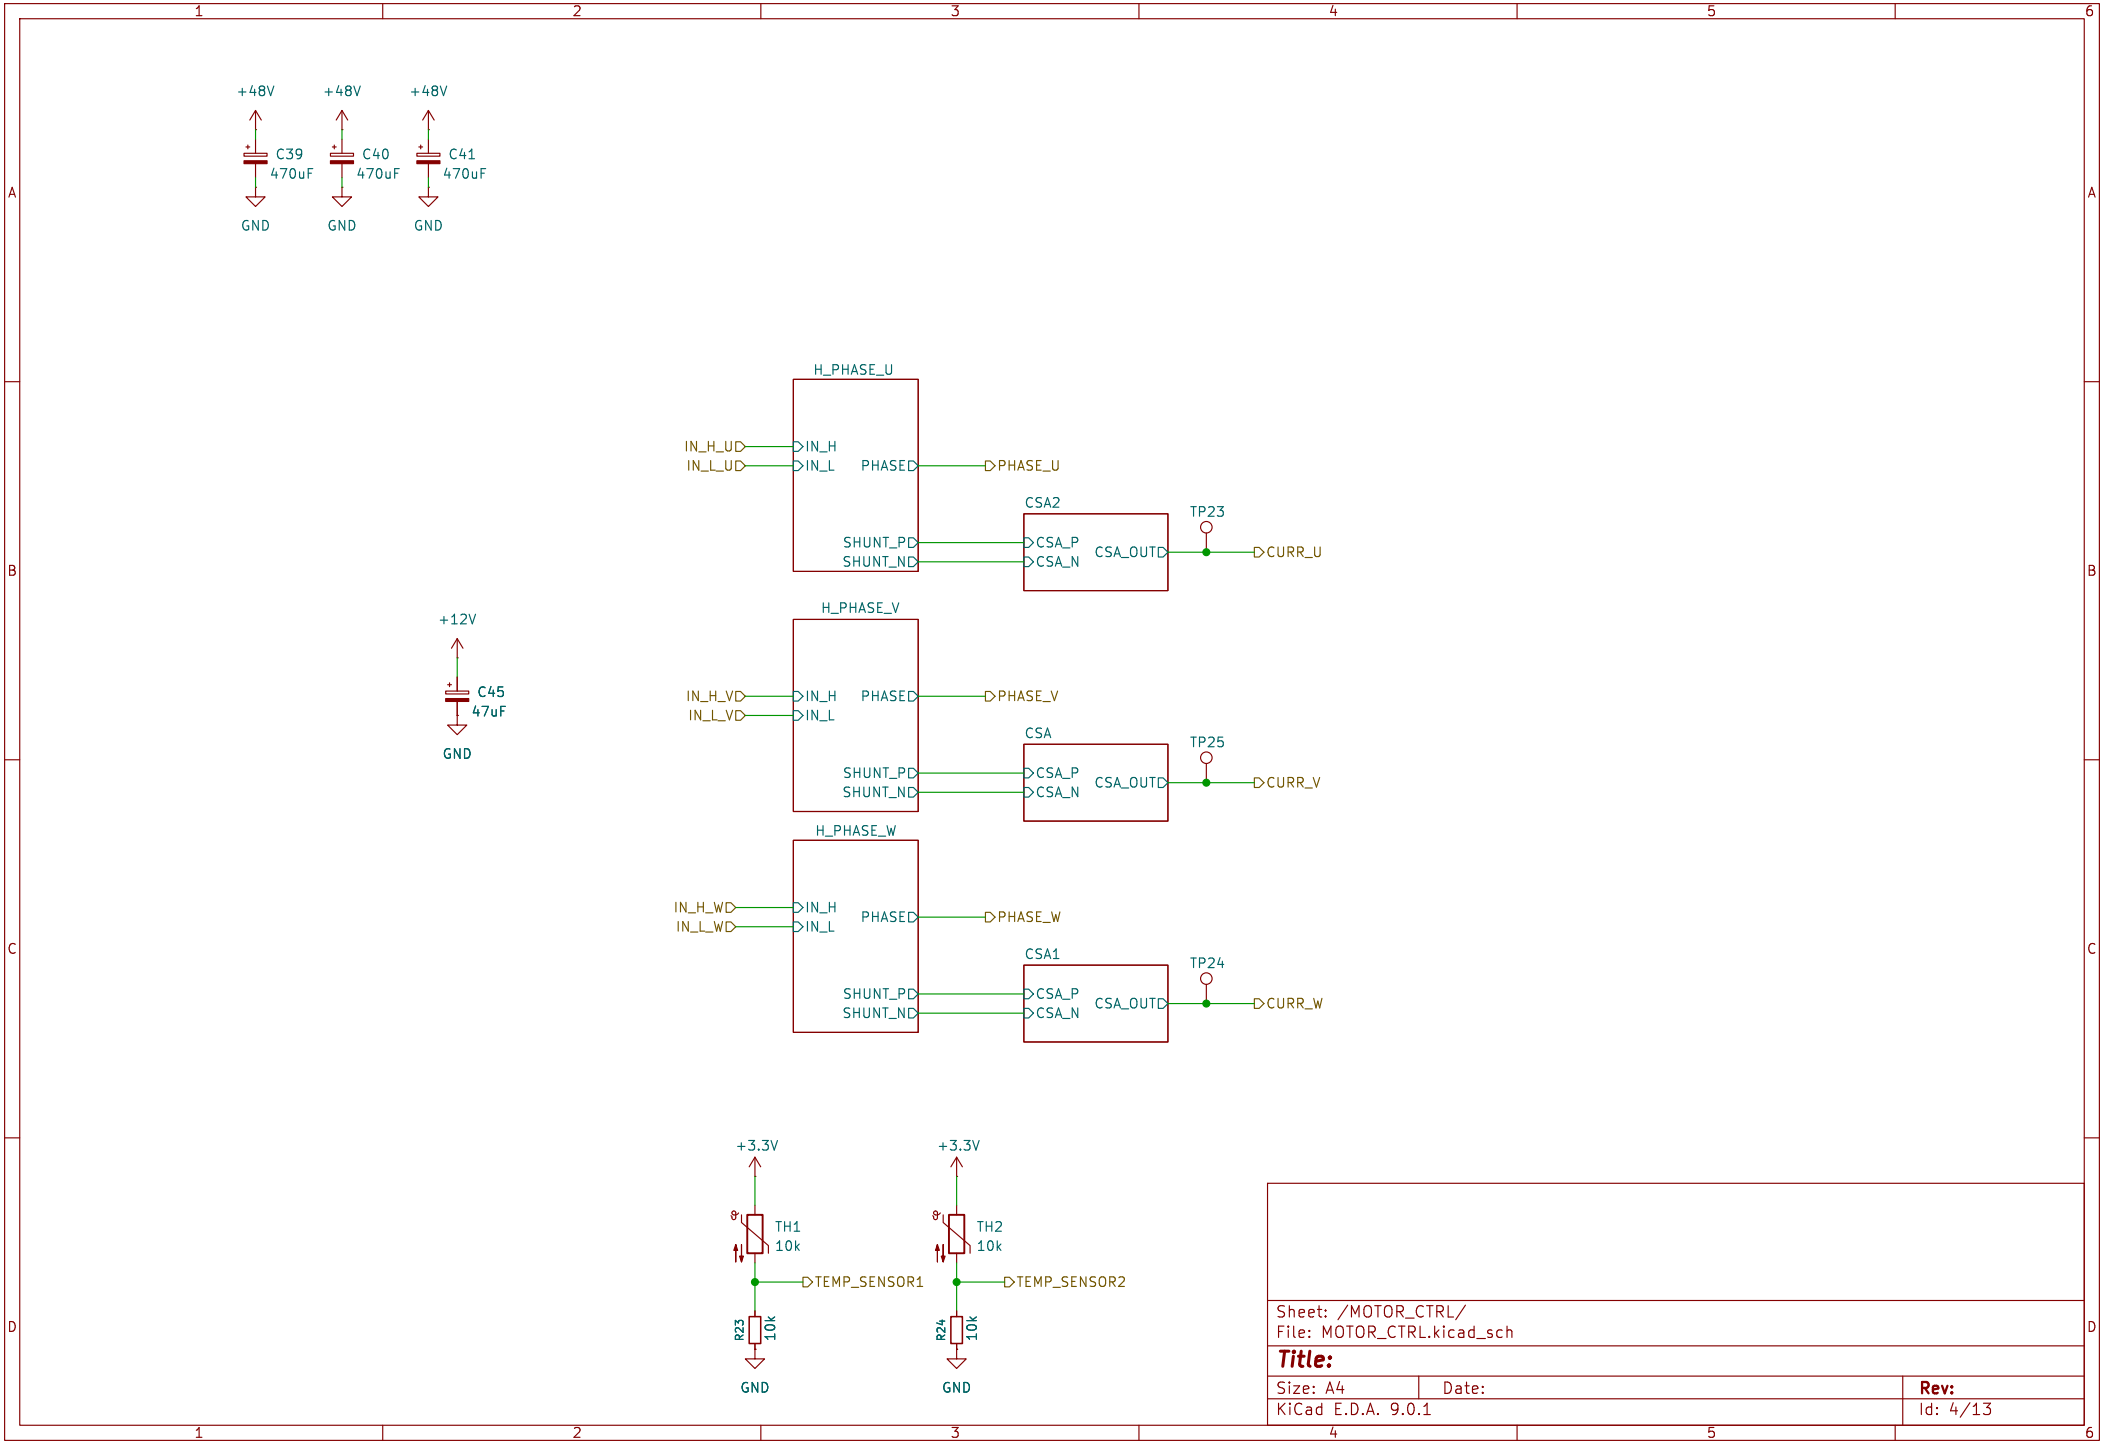 1 2 3 4 5 6
+48V +48V +48V
C39 C40 C41
470uF 470uF 470uF
A A
GND GND GND
H_PHASE_U
IN_H_U IN_H
IN_L_U IN_L PHASE PHASE_U
CSA2
TP23
SHUNT_P CSA_P
CSA_OUT CURR_U
SHUNT_N CSA_N
B B
H_PHASE_V
+12V
C45
47uF
GND
IN_H_V IN_H PHASE PHASE_V
IN_L_V IN_L
CSA
TP25
SHUNT_P CSA_P
CSA_OUT CURR_V
SHUNT_N CSA_N
H_PHASE_W
IN_H_W IN_H
PHASE PHASE_W
IN_L_W IN_L
C C
CSA1
TP24
SHUNT_P CSA_P
CSA_OUT CURR_W
SHUNT_N CSA_N
+3.3V +3.3V
TH1 TH2
10k 10k
TEMP_SENSOR1 TEMP_SENSOR2
R23 10k R24 10k
GND GND
D D
Sheet: /MOTOR_CTRL/
File: MOTOR_CTRL.kicad_sch
Title:
Size: A4 Date: Rev:
KiCad E.D.A. 9.0.1 Id: 4/13
1 2 3 4 5 6